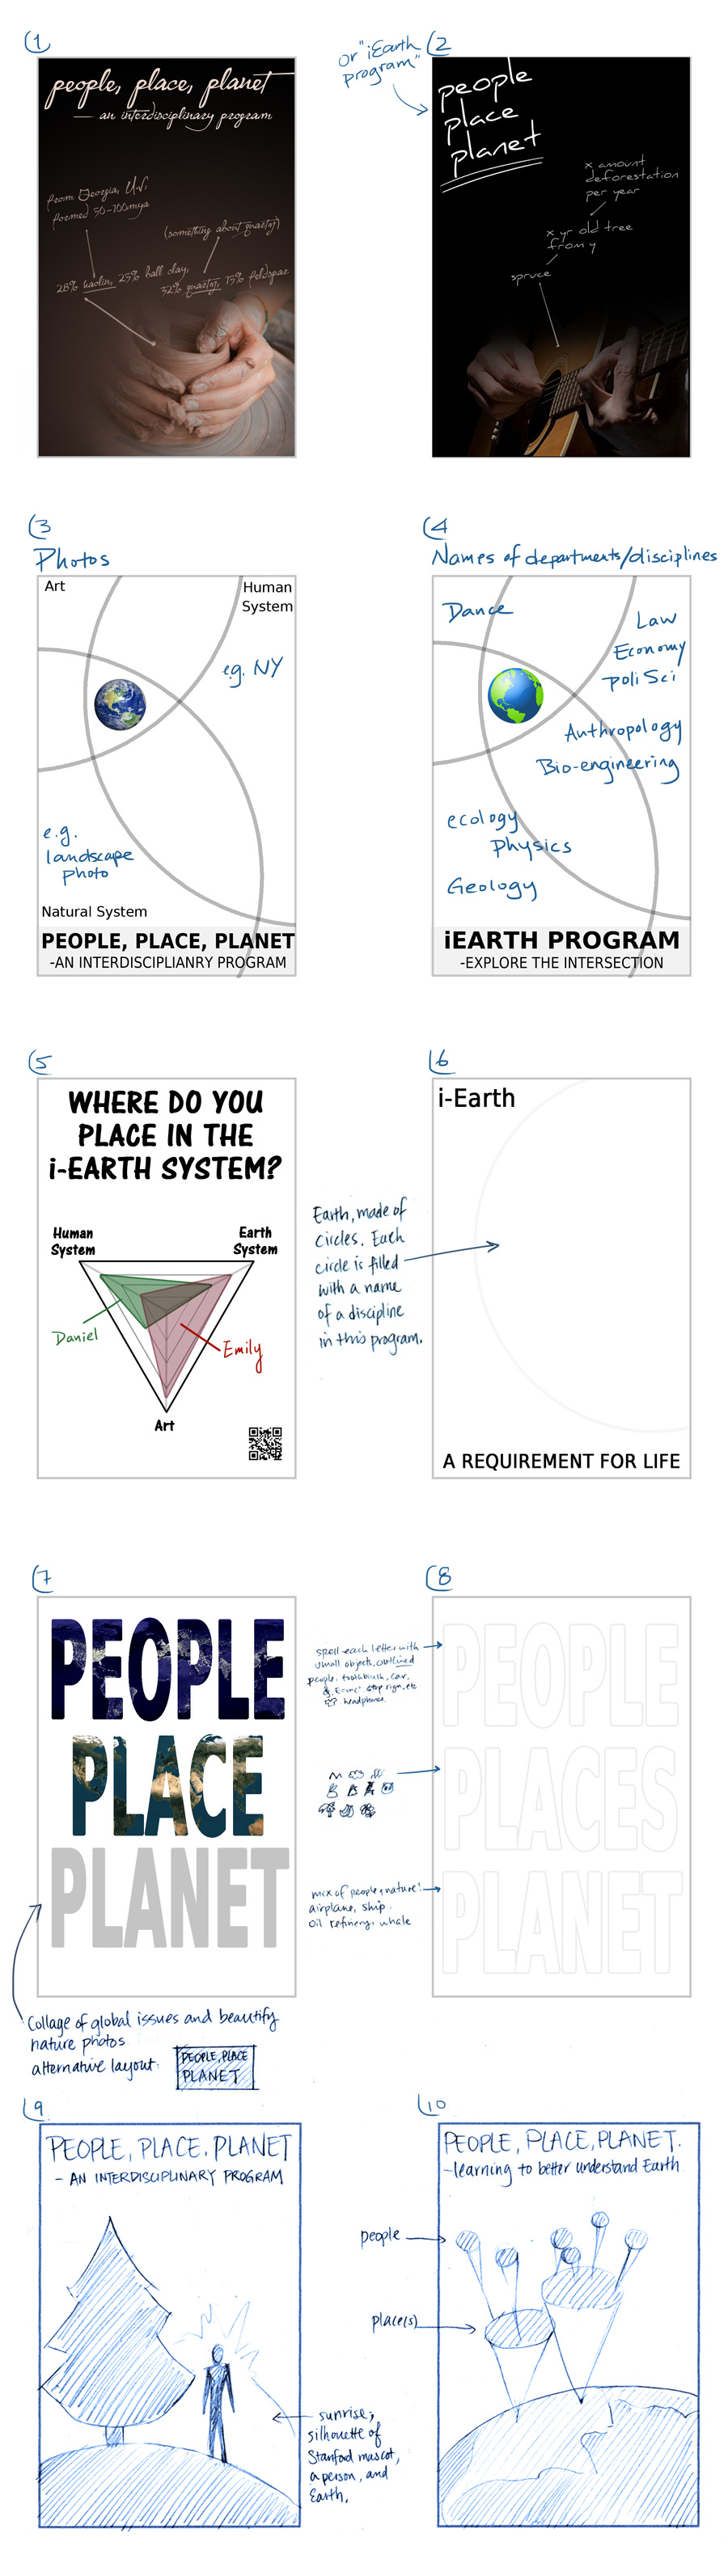 1
people, place, planet
— an interdisciplinary program
from Georgia, U.S.
formed 50-100mya
(something about quartz)
28% kaolin, 25% ball clay,
32% quartz, 15% feldspar
or "iEarth
program"
2
people
place
planet
x amount
deforestation
per year
x yr old tree
from y
spruce
3
Photos
Art
Human
System
e.g. NY
e.g.
landscape
photo
Natural System
PEOPLE, PLACE, PLANET
-AN INTERDISCIPLIANRY PROGRAM
4
Names of departments/disciplines
Dance
Law
Economy
Poli Sci
Anthropology
Bio-engineering
ecology
Physics
Geology
iEARTH PROGRAM
-EXPLORE THE INTERSECTION
5
WHERE DO YOU
PLACE IN THE
i-EARTH SYSTEM?
Human
System
Earth
System
Daniel
Emily
Art
6
i-Earth
Earth, made of
circles. Each
circle is filled
with a name
of a discipline
in this program.
A REQUIREMENT FOR LIFE
7
PEOPLE
PLACE
PLANET
Collage of global issues and beautify
nature photos
alternative layout:
PEOPLE, PLACE
PLANET
8
spell each letter with
small objects, outlined
people, toothbrush, car,
E=mc² stop sign, etc
headphones
PEOPLE
PLACES
PLANET
mix of people & nature!
airplane, ship
oil refinery, whale
9
PEOPLE, PLACE, PLANET
- AN INTERDISCIPLINARY PROGRAM
sunrise,
silhouette of
Stanford mascot,
a person, and
Earth.
10
PEOPLE, PLACE, PLANET.
-learning to better understand Earth
people
place(s)